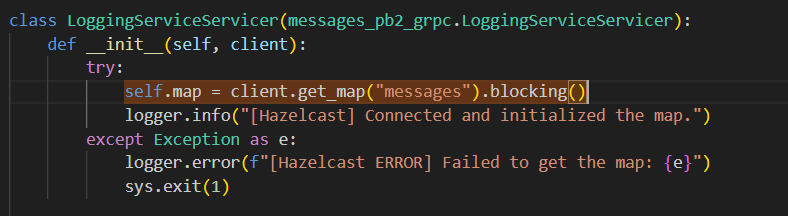 class LoggingServiceServicer(messages_pb2_grpc.LoggingServiceServicer):
    def __init__(self, client):
        try:
            self.map = client.get_map("messages").blocking()
            logger.info("[Hazelcast] Connected and initialized the map.")
        except Exception as e:
            logger.error(f"[Hazelcast ERROR] Failed to get the map: {e}")
            sys.exit(1)